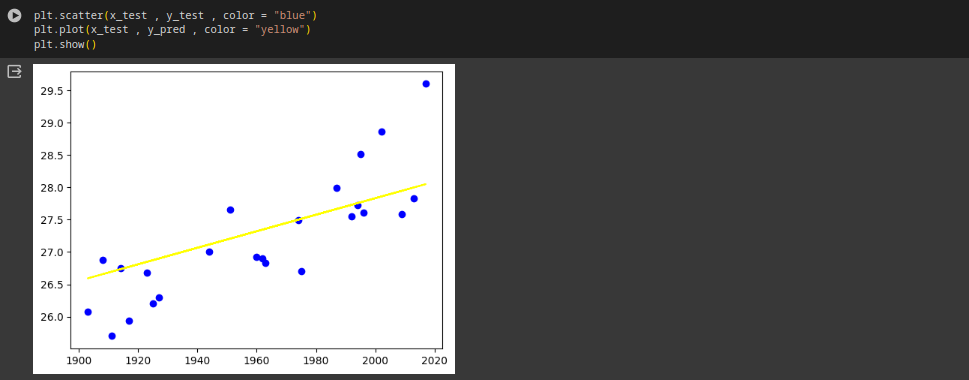 plt.scatter(x_test , y_test , color = "blue")
plt.plot(x_test , y_pred , color = "yellow")
plt.show()
29.5
29.0
28.5
28.0
27.5
27.0
26.5
26.0
1900 1920 1940 1960 1980 2000 2020